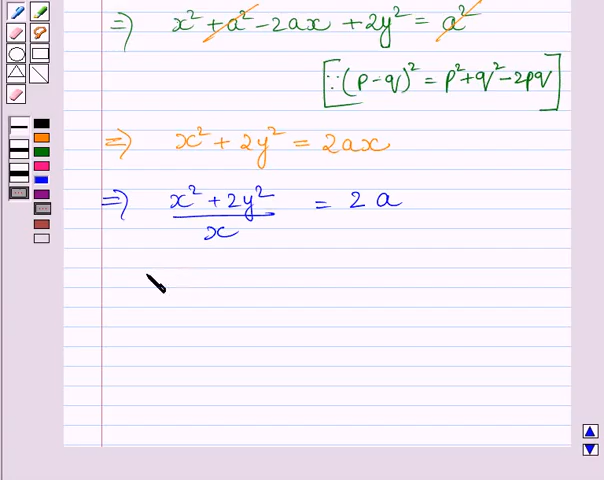 ⇒ x² + a² - 2ax + 2y² = a²
[∵ (p-q)² = p² + q² - 2pq]
⇒ x² + 2y² = 2ax
⇒ (x² + 2y²)/x = 2a